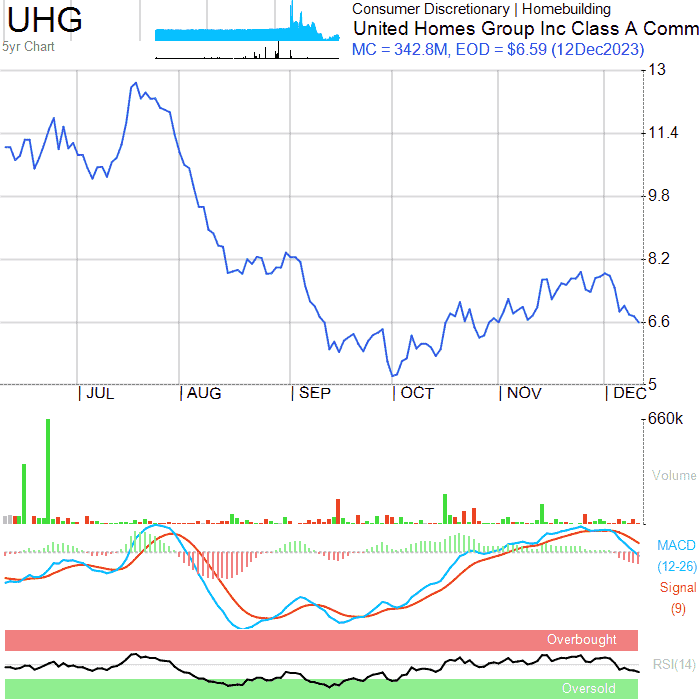 UHG
5yr Chart
Consumer Discretionary | Homebuilding
United Homes Group Inc Class A Comm
MC = 342.8M, EOD = $6.59 (12Dec2023)
13
11.4
9.8
8.2
6.6
5
JUL AUG SEP OCT NOV DEC
660k
Volume
MACD
(12-26)
Signal
(9)
Overbought
RSI(14)
Oversold